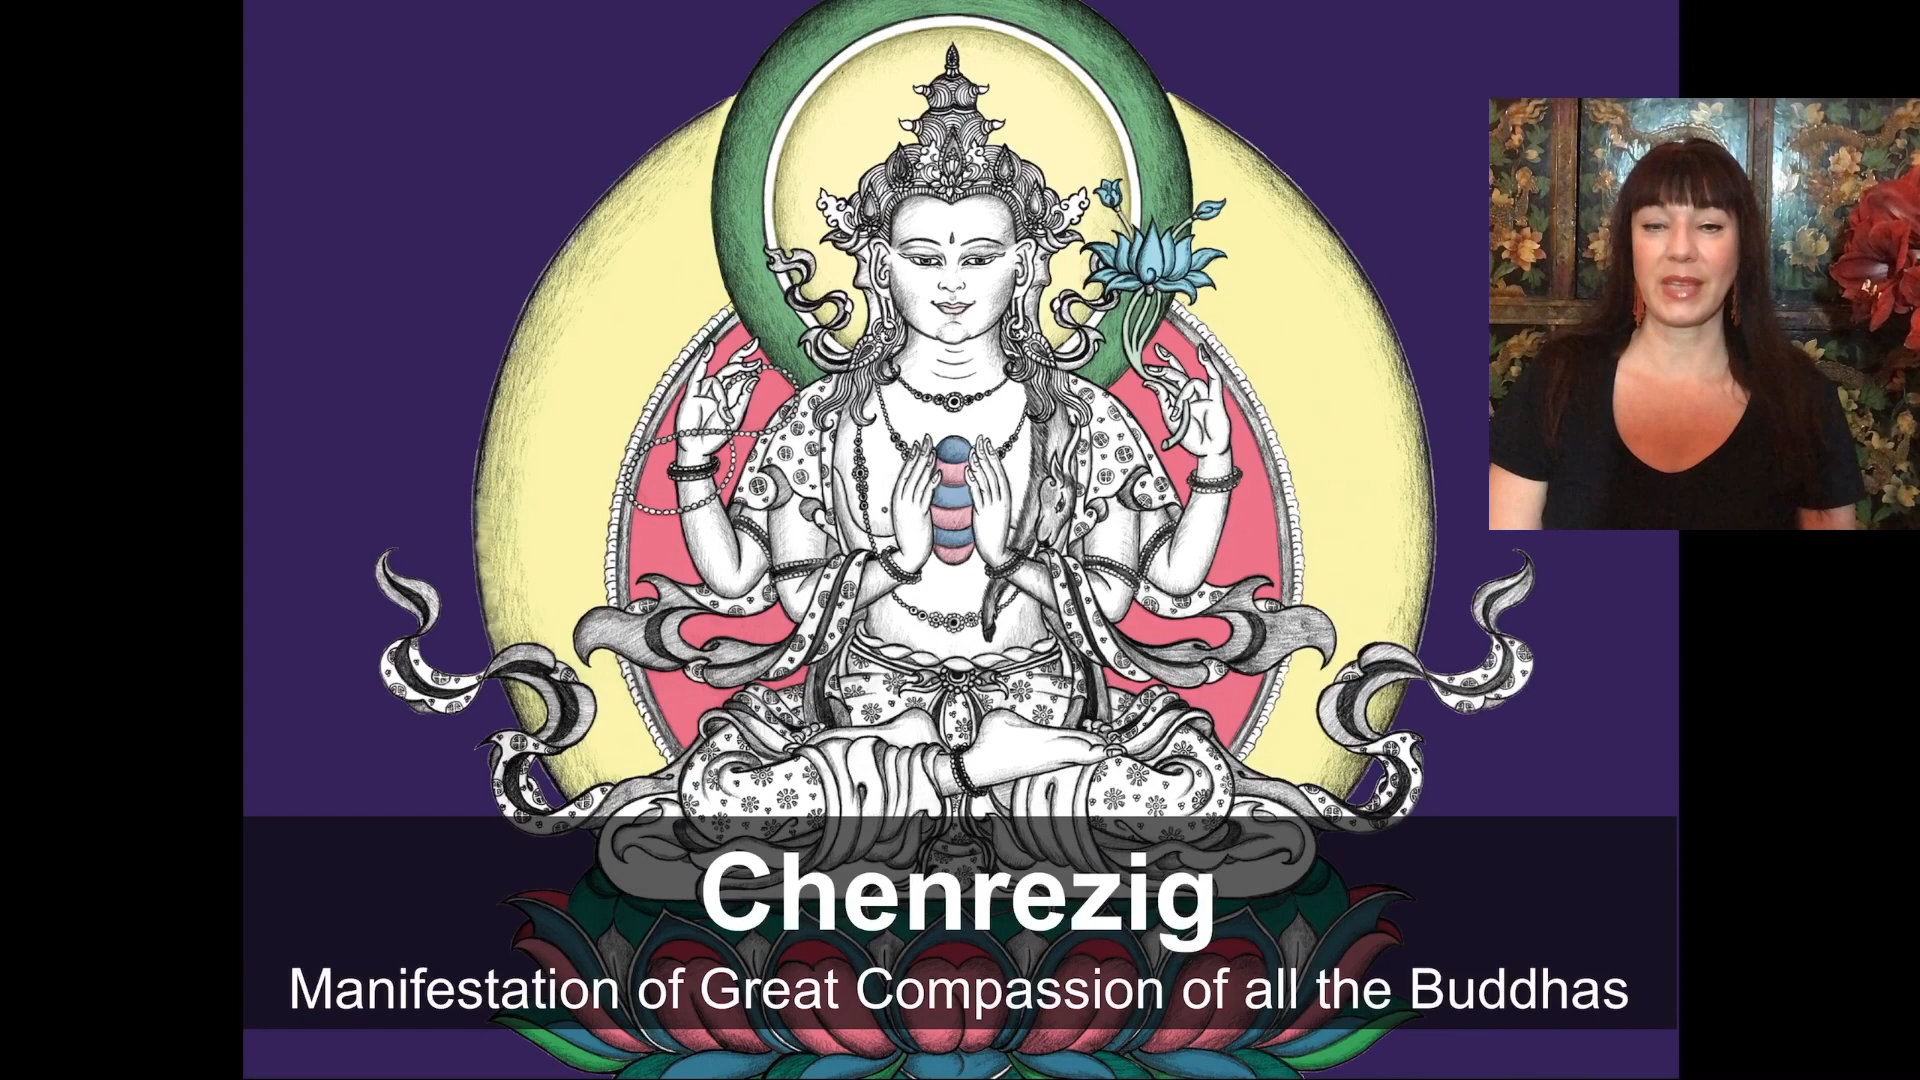 Chenrezig
Manifestation of Great Compassion of all the Buddhas